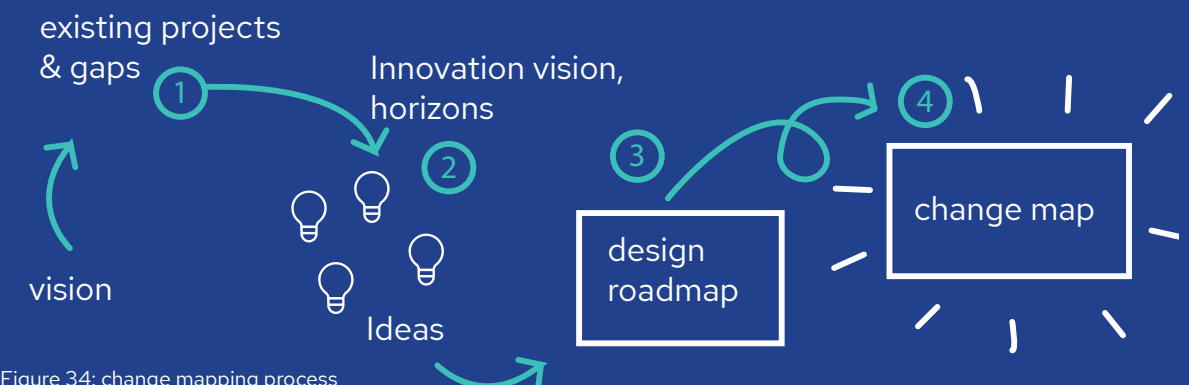 existing projects
& gaps
1
Innovation vision,
horizons
2
3
4
vision
Ideas
design
roadmap
change map
Figure 34: change mapping process